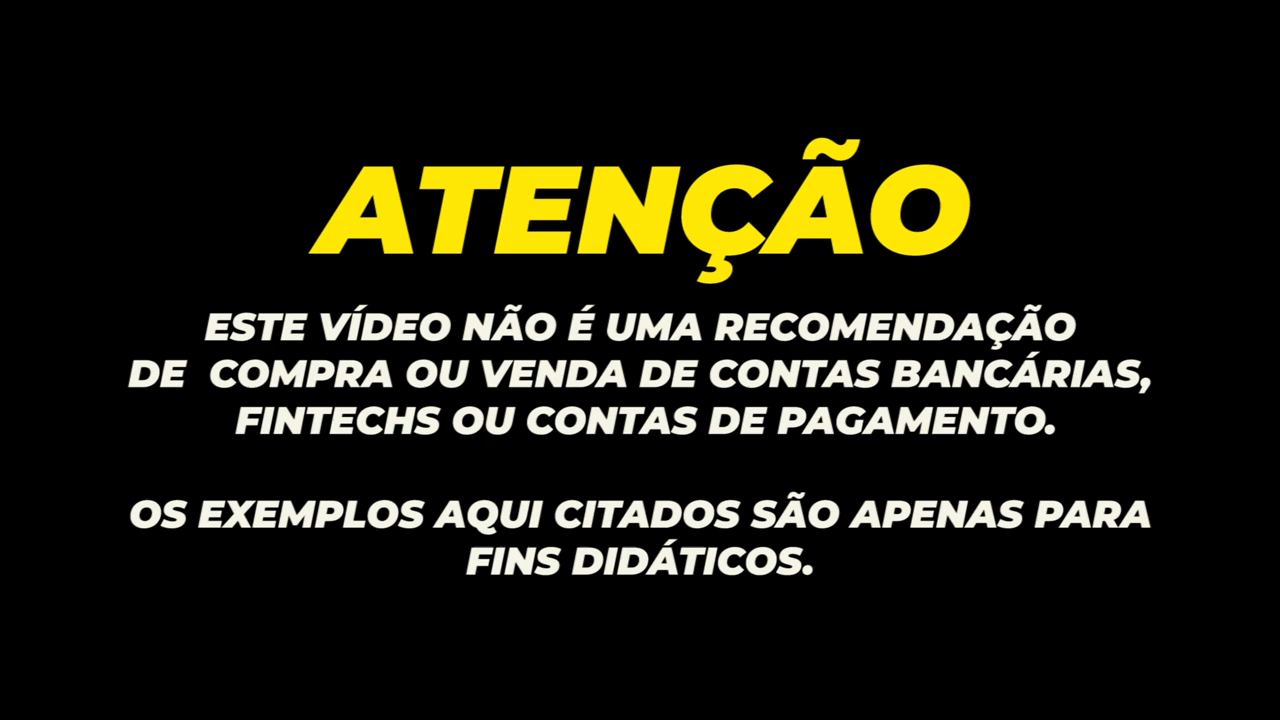 ATENÇÃO
ESTE VÍDEO NÃO É UMA RECOMENDAÇÃO
DE COMPRA OU VENDA DE CONTAS BANCÁRIAS,
FINTECHS OU CONTAS DE PAGAMENTO.
OS EXEMPLOS AQUI CITADOS SÃO APENAS PARA
FINS DIDÁTICOS.